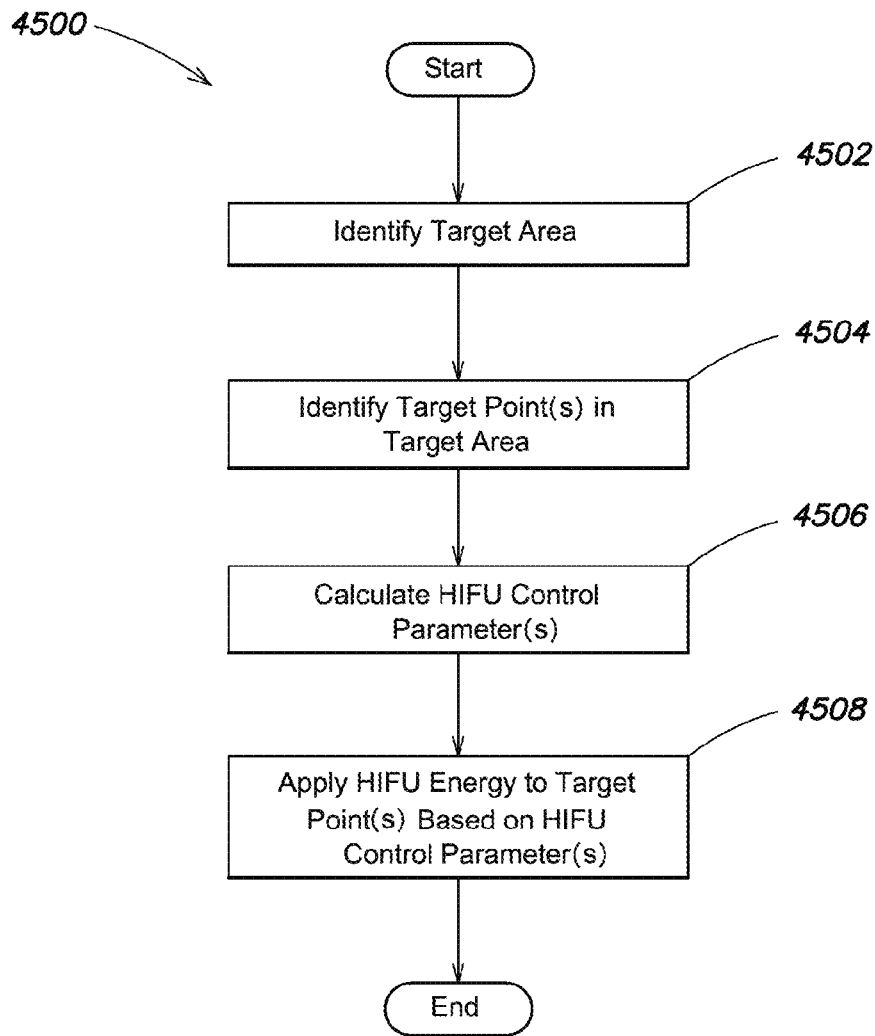 4500
Start
4502
Identify Target Area
4504
Identify Target Point(s) in
Target Area
4506
Calculate HIFU Control
Parameter(s)
4508
Apply HIFU Energy to Target
Point(s) Based on HIFU
Control Parameter(s)
End